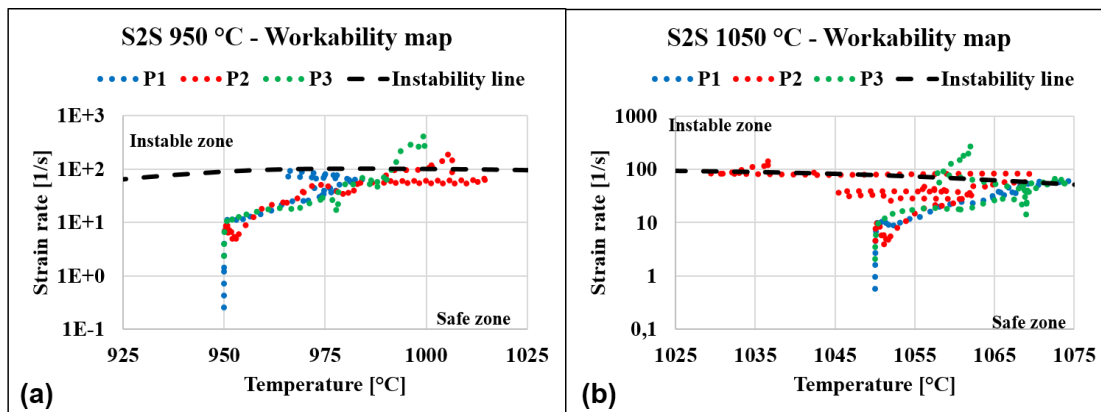 S2S 950 °C - Workability map
P1 P2 P3 Instability line
1E+3
Instable zone
1E+2
1E+1
1E+0
Safe zone
1E-1
925 950 975 1000 1025
Strain rate [1/s]
Temperature [°C]
(a)
S2S 1050 °C - Workability map
P1 P2 P3 Instability line
1000
Instable zone
100
10
1
Safe zone
0,1
1025 1035 1045 1055 1065 1075
Strain rate [1/s]
Temperature [°C]
(b)